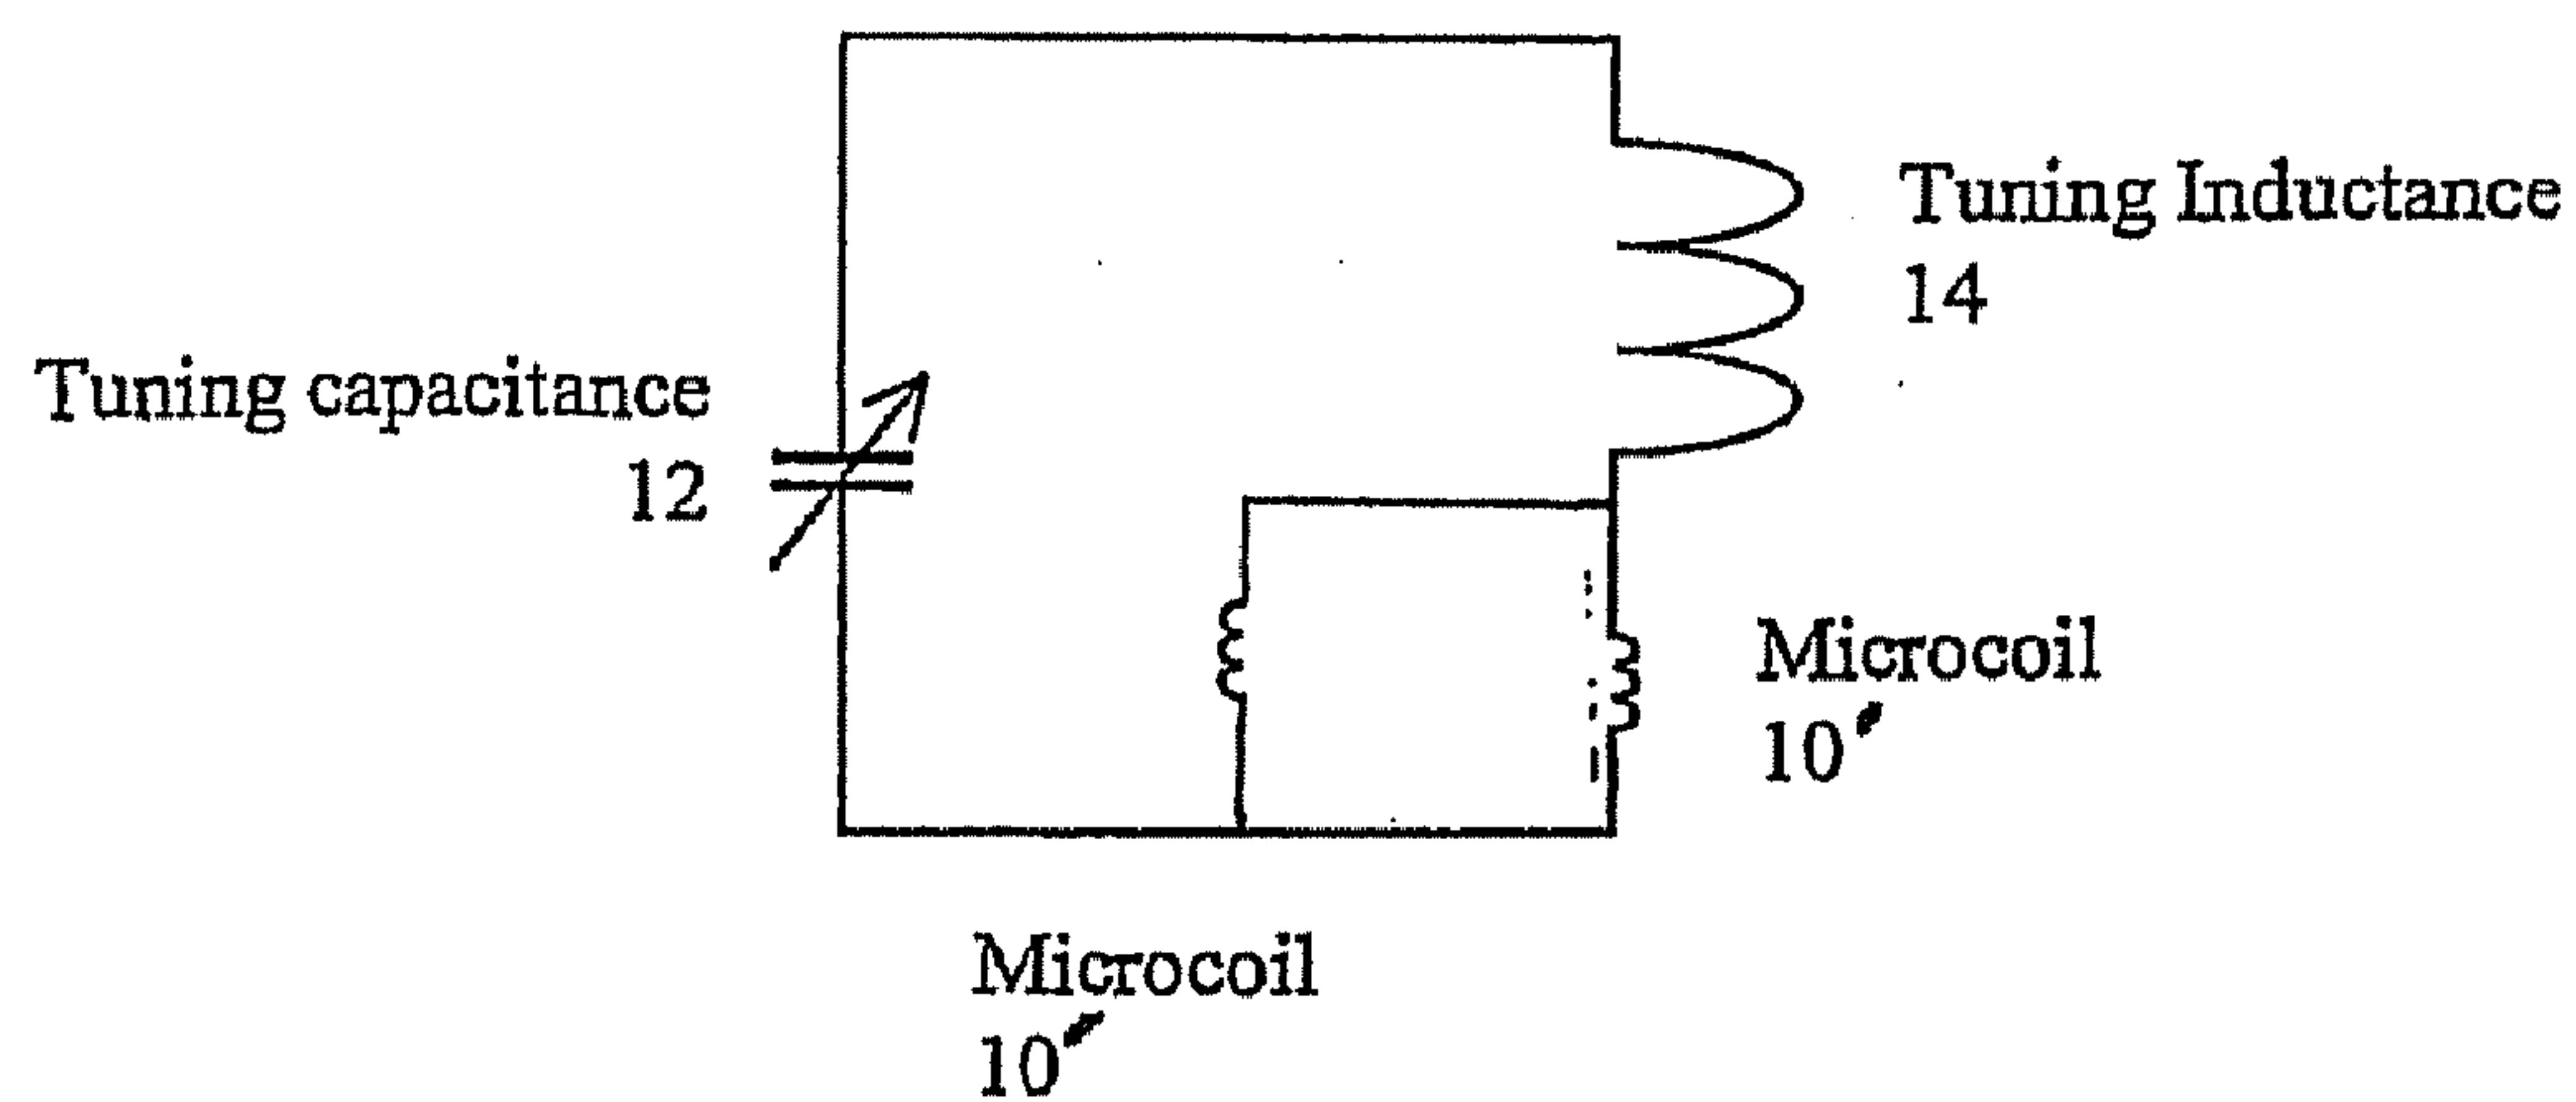 Tuning Inductance
14
Tuning capacitance
12
Microcoil
10"
Microcoil
10'